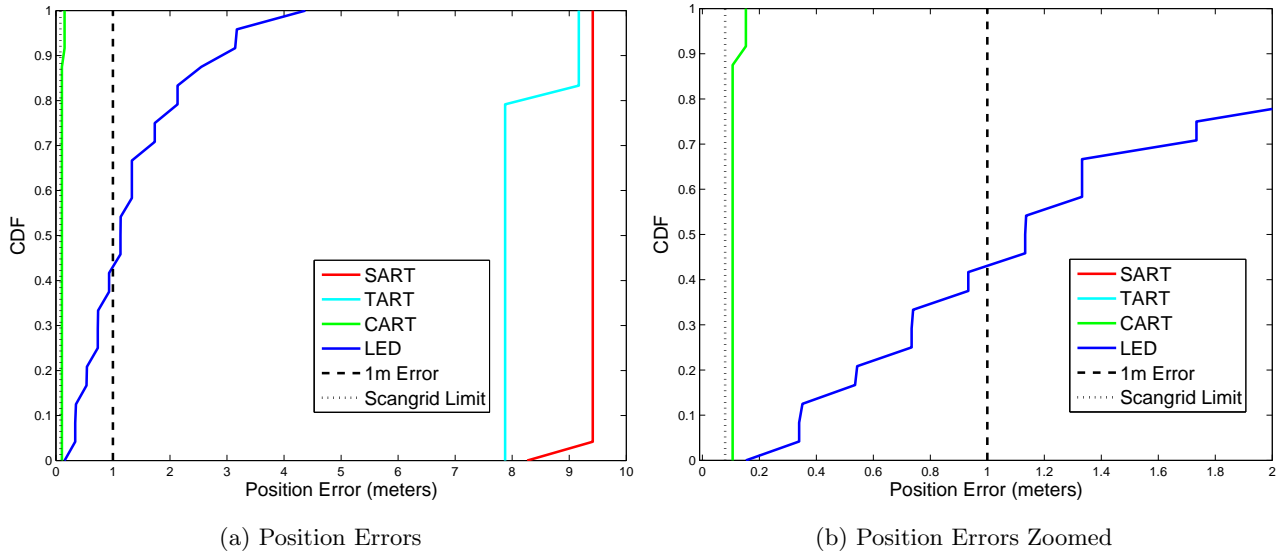 1
0.9
0.8
0.7
0.6
0.5
0.4
0.3
0.2
0.1
0
CDF
0 1 2 3 4 5 6 7 8 9 10
Position Error (meters)
SART
TART
CART
LED
1m Error
Scangrid Limit
(a) Position Errors
1
0.9
0.8
0.7
0.6
0.5
0.4
0.3
0.2
0.1
0
CDF
0 0.2 0.4 0.6 0.8 1 1.2 1.4 1.6 1.8 2
Position Error (meters)
SART
TART
CART
LED
1m Error
Scangrid Limit
(b) Position Errors Zoomed